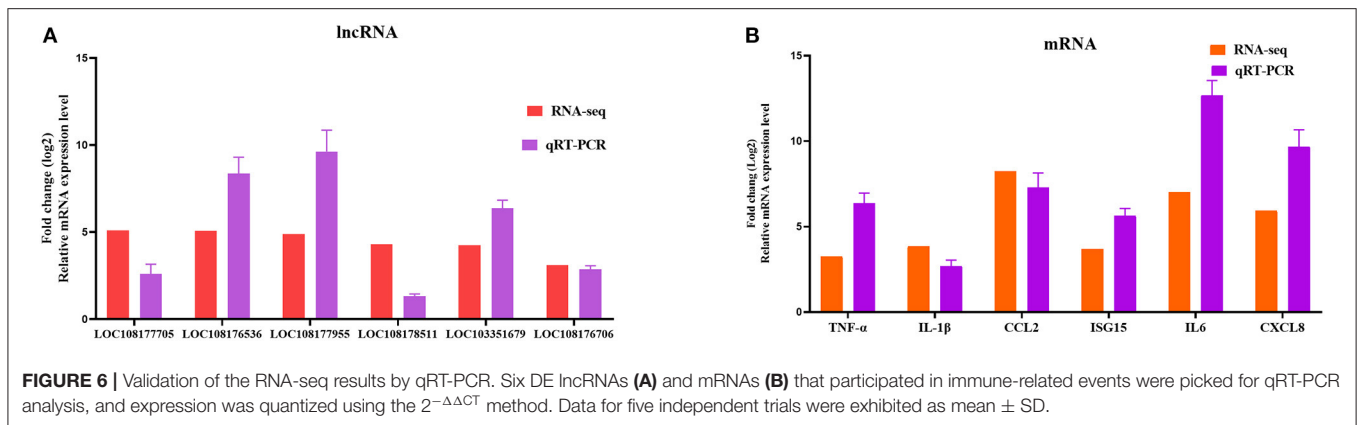 A
lncRNA
Fold change (log2)
Relative mRNA expression level
15
10
5
0
RNA-seq
qRT-PCR
LOC108177705 LOC108176536 LOC108177955 LOC108178511 LOC103351679 LOC108176706
B
mRNA
Fold chang (Log2)
Relative mRNA expression level
15
10
5
0
RNA-seq
qRT-PCR
TNF-α IL-1β CCL2 ISG15 IL6 CXCL8
FIGURE 6 | Validation of the RNA-seq results by qRT-PCR. Six DE lncRNAs (A) and mRNAs (B) that participated in immune-related events were picked for qRT-PCR
analysis, and expression was quantized using the 2−ΔΔCT method. Data for five independent trials were exhibited as mean ± SD.